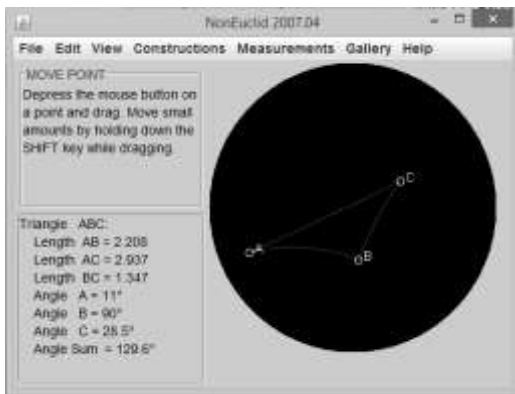 NonEuclid 2007.04
File Edit View Constructions Measurements Gallery Help
MOVE POINT
Depress the mouse button on
a point and drag. Move small
amounts by holding down the
SHIFT key while dragging.
Triangle ABC:
Length AB = 2.208
Length AC = 2.937
Length BC = 1.347
Angle A = 11°
Angle B = 90°
Angle C = 28.5°
Angle Sum = 129.6°
C
A
B